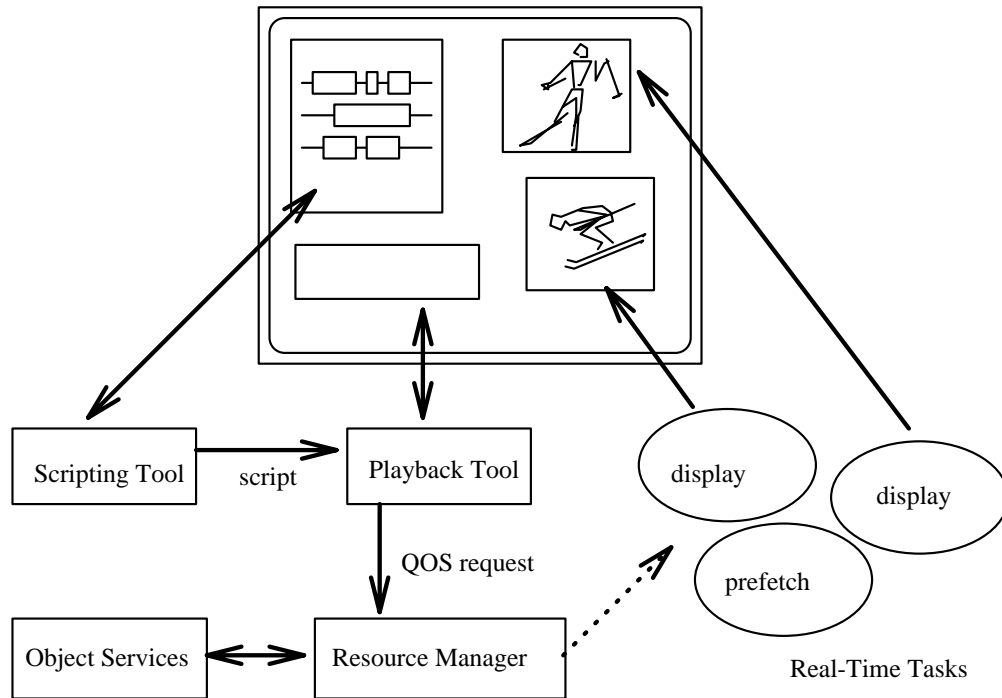 Scripting Tool
script
Playback Tool
display
display
QOS request
prefetch
Object Services
Resource Manager
Real-Time Tasks